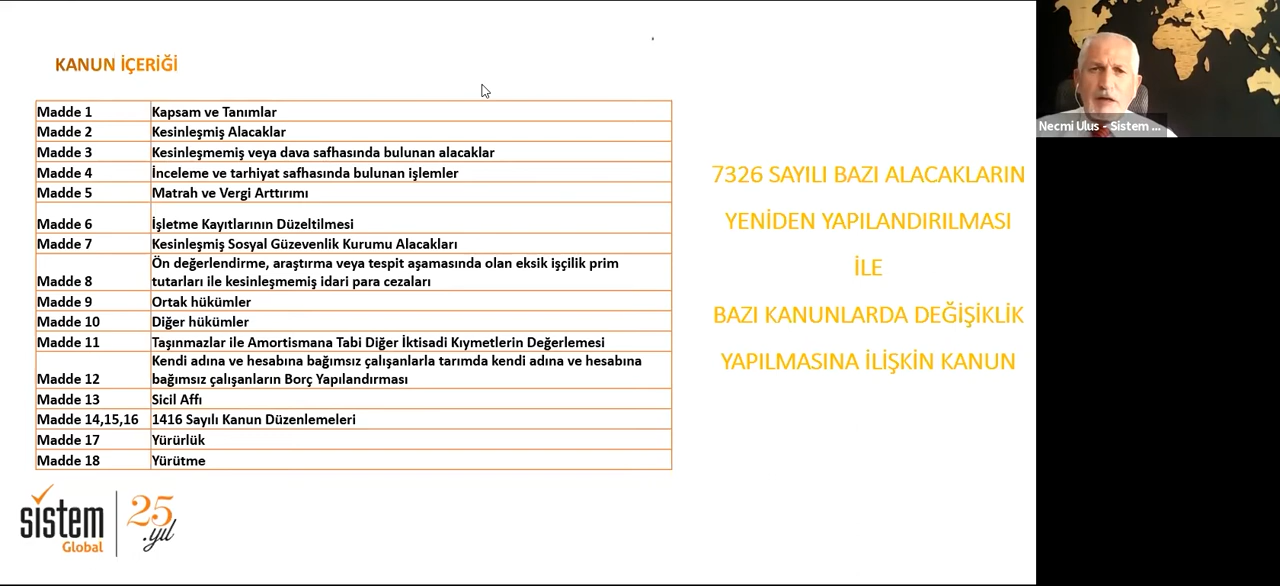 KANUN İÇERİĞİ
Madde 1 Kapsam ve Tanımlar
Madde 2 Kesinleşmiş Alacaklar
Madde 3 Kesinleşmemiş veya dava safhasında bulunan alacaklar
Madde 4 İnceleme ve tarhiyat safhasında bulunan işlemler
Madde 5 Matrah ve Vergi Arttırımı
Madde 6 İşletme Kayıtlarının Düzeltilmesi
Madde 7 Kesinleşmiş Sosyal Güzevenlik Kurumu Alacakları
Ön değerlendirme, araştırma veya tespit aşamasında olan eksik işçilik prim
Madde 8 tutarları ile kesinleşmemiş idari para cezaları
Madde 9 Ortak hükümler
Madde 10 Diğer hükümler
Madde 11 Taşınmazlar ile Amortismana Tabi Diğer İktisadi Kıymetlerin Değerlemesi
Kendi adına ve hesabına bağımsız çalışanlarla tarımda kendi adına ve hesabına
Madde 12 bağımsız çalışanların Borç Yapılandırması
Madde 13 Sicil Affı
Madde 14,15,16 1416 Sayılı Kanun Düzenlemeleri
Madde 17 Yürürlük
Madde 18 Yürütme
7326 SAYILI BAZI ALACAKLARIN
YENİDEN YAPILANDIRILMASI
İLE
BAZI KANUNLARDA DEĞİŞİKLİK
YAPILMASINA İLİŞKİN KANUN
Necmi Ulus - Sistem ...
sistem
Global
25
.yıl